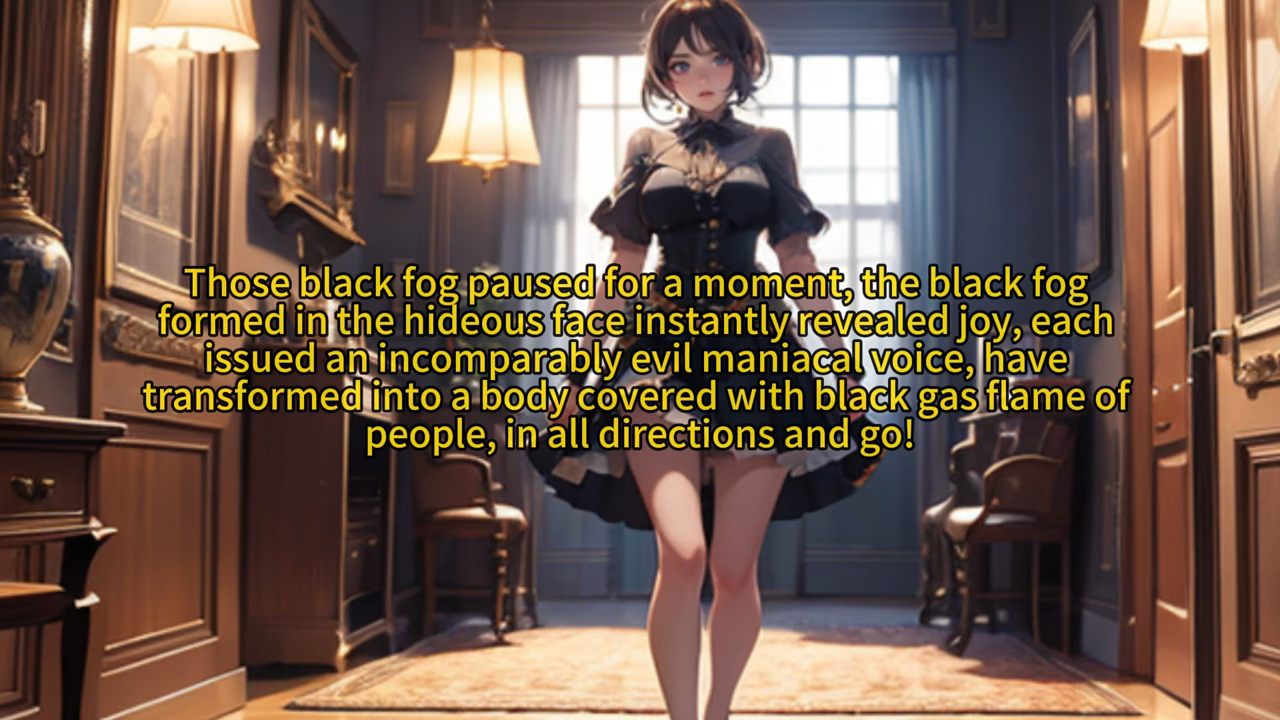 Those black fog paused for a moment, the black fog
formed in the hideous face instantly revealed joy, each
issued an incomparably evil maniacal voice, have
transformed into a body covered with black gas flame of
people, in all directions and go!